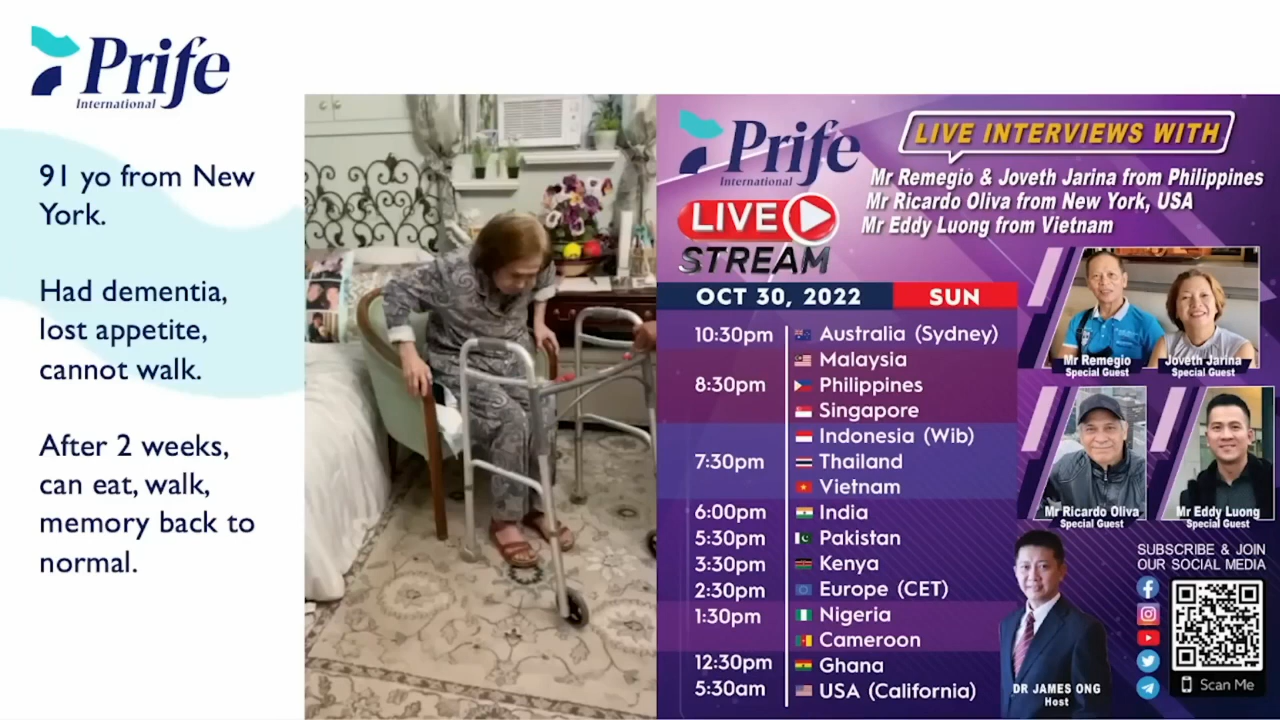 Prife
International
91 yo from New
York.
Had dementia,
lost appetite,
cannot walk.
After 2 weeks,
can eat, walk,
memory back to
normal.
Prife
International
LIVE
STREAM
LIVE INTERVIEWS WITH
Mr Remegio & Joveth Jarina from Philippines
Mr Ricardo Oliva from New York, USA
Mr Eddy Luong from Vietnam
OCT 30, 2022 SUN
10:30pm Australia (Sydney)
Malaysia
8:30pm Philippines
Singapore
Indonesia (Wib)
7:30pm Thailand
Vietnam
6:00pm India
5:30pm Pakistan
3:30pm Kenya
2:30pm Europe (CET)
1:30pm Nigeria
Cameroon
12:30pm Ghana
5:30am USA (California)
Mr Remegio
Special Guest
Joveth Jarina
Special Guest
Mr Ricardo Oliva
Special Guest
Mr Eddy Luong
Special Guest
DR JAMES ONG
Host
SUBSCRIBE & JOIN
OUR SOCIAL MEDIA
Scan Me